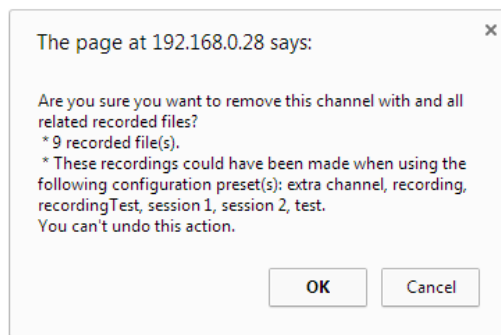 The page at 192.168.0.28 says:
Are you sure you want to remove this channel with and all
related recorded files?
* 9 recorded file(s).
* These recordings could have been made when using the
following configuration preset(s): extra channel, recording,
recordingTest, session 1, session 2, test.
You can't undo this action.
OK Cancel